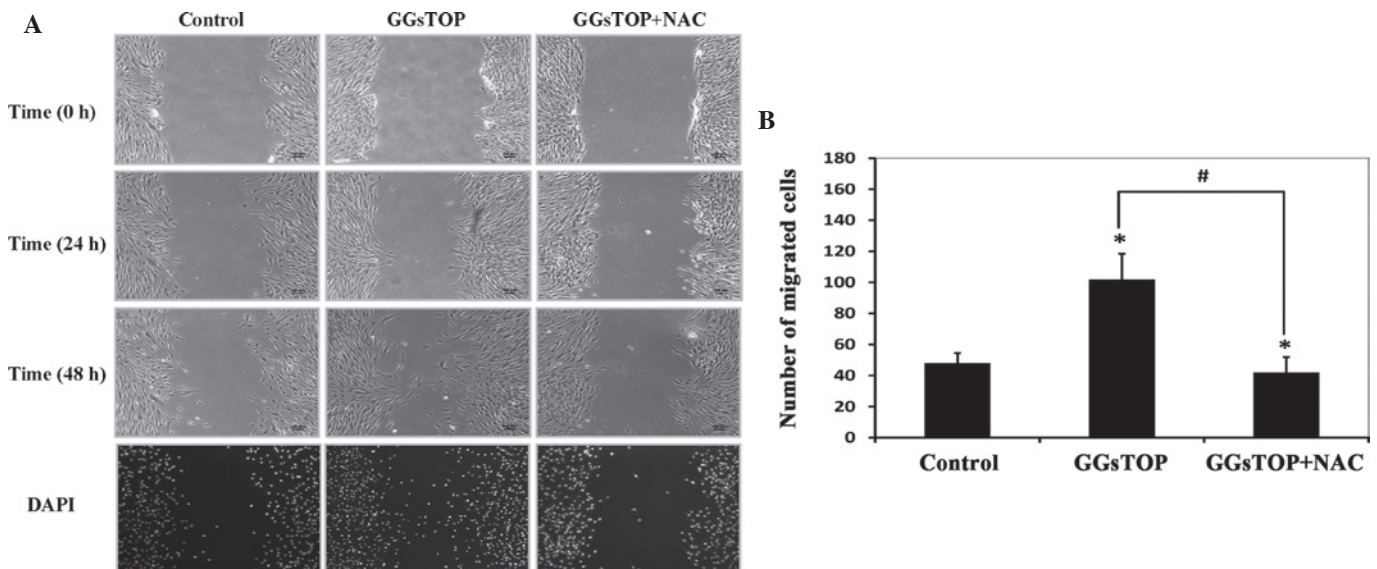 A
Control GGsTOP GGsTOP+NAC
Time (0 h)
Time (24 h)
Time (48 h)
DAPI
B
Number of migrated cells
180
160
140
120
100
80
60
40
20
0
#
*
*
Control GGsTOP GGsTOP+NAC